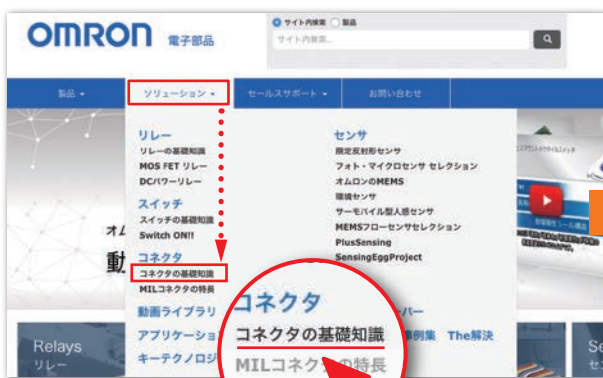 OMRON 電子部品
サイト内検索 製品
サイト内検索...
製品
ソリューション
セールスサポート
お問い合わせ
リレー
リレーの基礎知識
MOS FET リレー
DCパワーリレー
スイッチ
スイッチの基礎知識
Switch ON!!
コネクタ
コネクタの基礎知識
MILコネクタの特長
動画ライブラリ
アプリケーショ
キーテクノロジ
センサ
限定反射形センサ
フォト・マイクロセンサ セレクション
オムロンのMEMS
環境センサ
サーモパイル型人感センサ
MEMSフローセンサセレクション
PlusSensing
SensingEggProject
バー
事例集 The解決
コネクタ
コネクタの基礎知識
MILコネクタの特長
オム
動
Relays
リレー
Se
セン